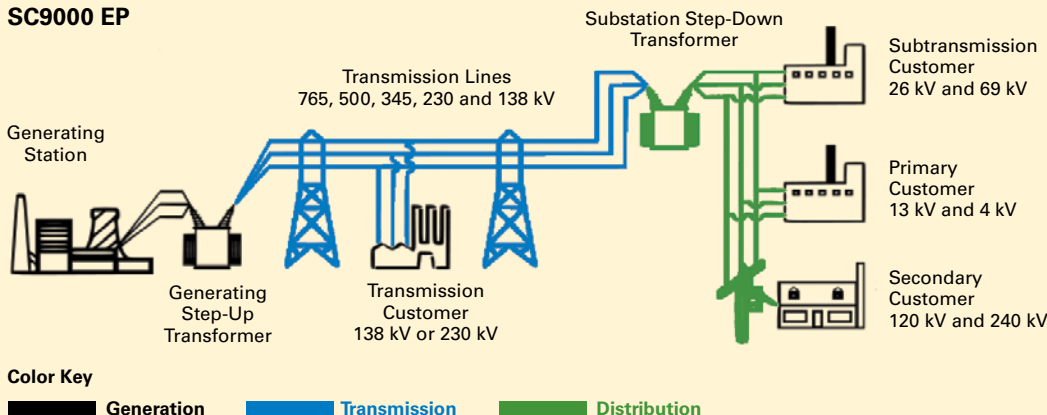 SC9000 EP
Substation Step-Down
Transformer
Subtransmission
Customer
26 kV and 69 kV
Transmission Lines
765, 500, 345, 230 and 138 kV
Generating
Station
Primary
Customer
13 kV and 4 kV
Generating
Step-Up
Transformer
Transmission
Customer
138 kV or 230 kV
Secondary
Customer
120 kV and 240 kV
Color Key
Generation
Transmission
Distribution